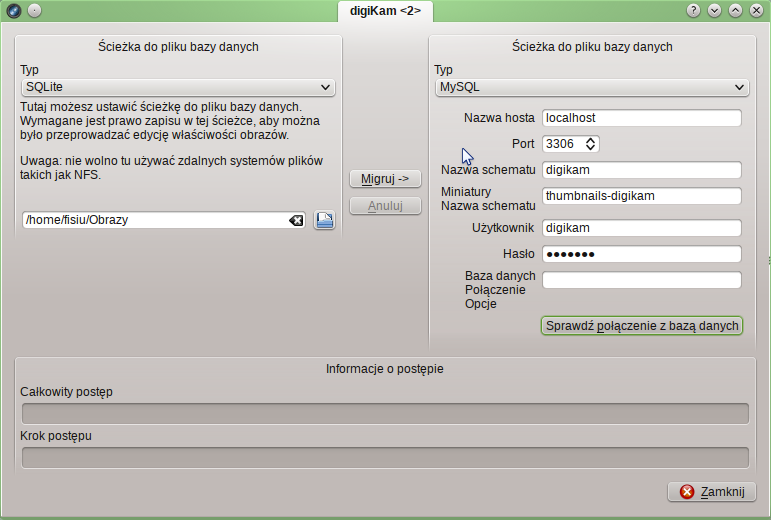 digiKam <2>
Ścieżka do pliku bazy danych
Typ
SQLite
Tutaj możesz ustawić ścieżkę do pliku bazy danych.
Wymagane jest prawo zapisu w tej ścieżce, aby można
było przeprowadzać edycję właściwości obrazów.
Uwaga: nie wolno tu używać zdalnych systemów plików
takich jak NFS.
/home/fisiu/Obrazy
Migruj ->
Anuluj
Ścieżka do pliku bazy danych
Typ
MySQL
Nazwa hosta localhost
Port 3306
Nazwa schematu digikam
Miniatury
Nazwa schematu thumbnails-digikam
Użytkownik digikam
Hasło ●●●●●●●
Baza danych
Połączenie
Opcje
Sprawdź połączenie z bazą danych
Informacje o postępie
Całkowity postęp
Krok postępu
Zamknij